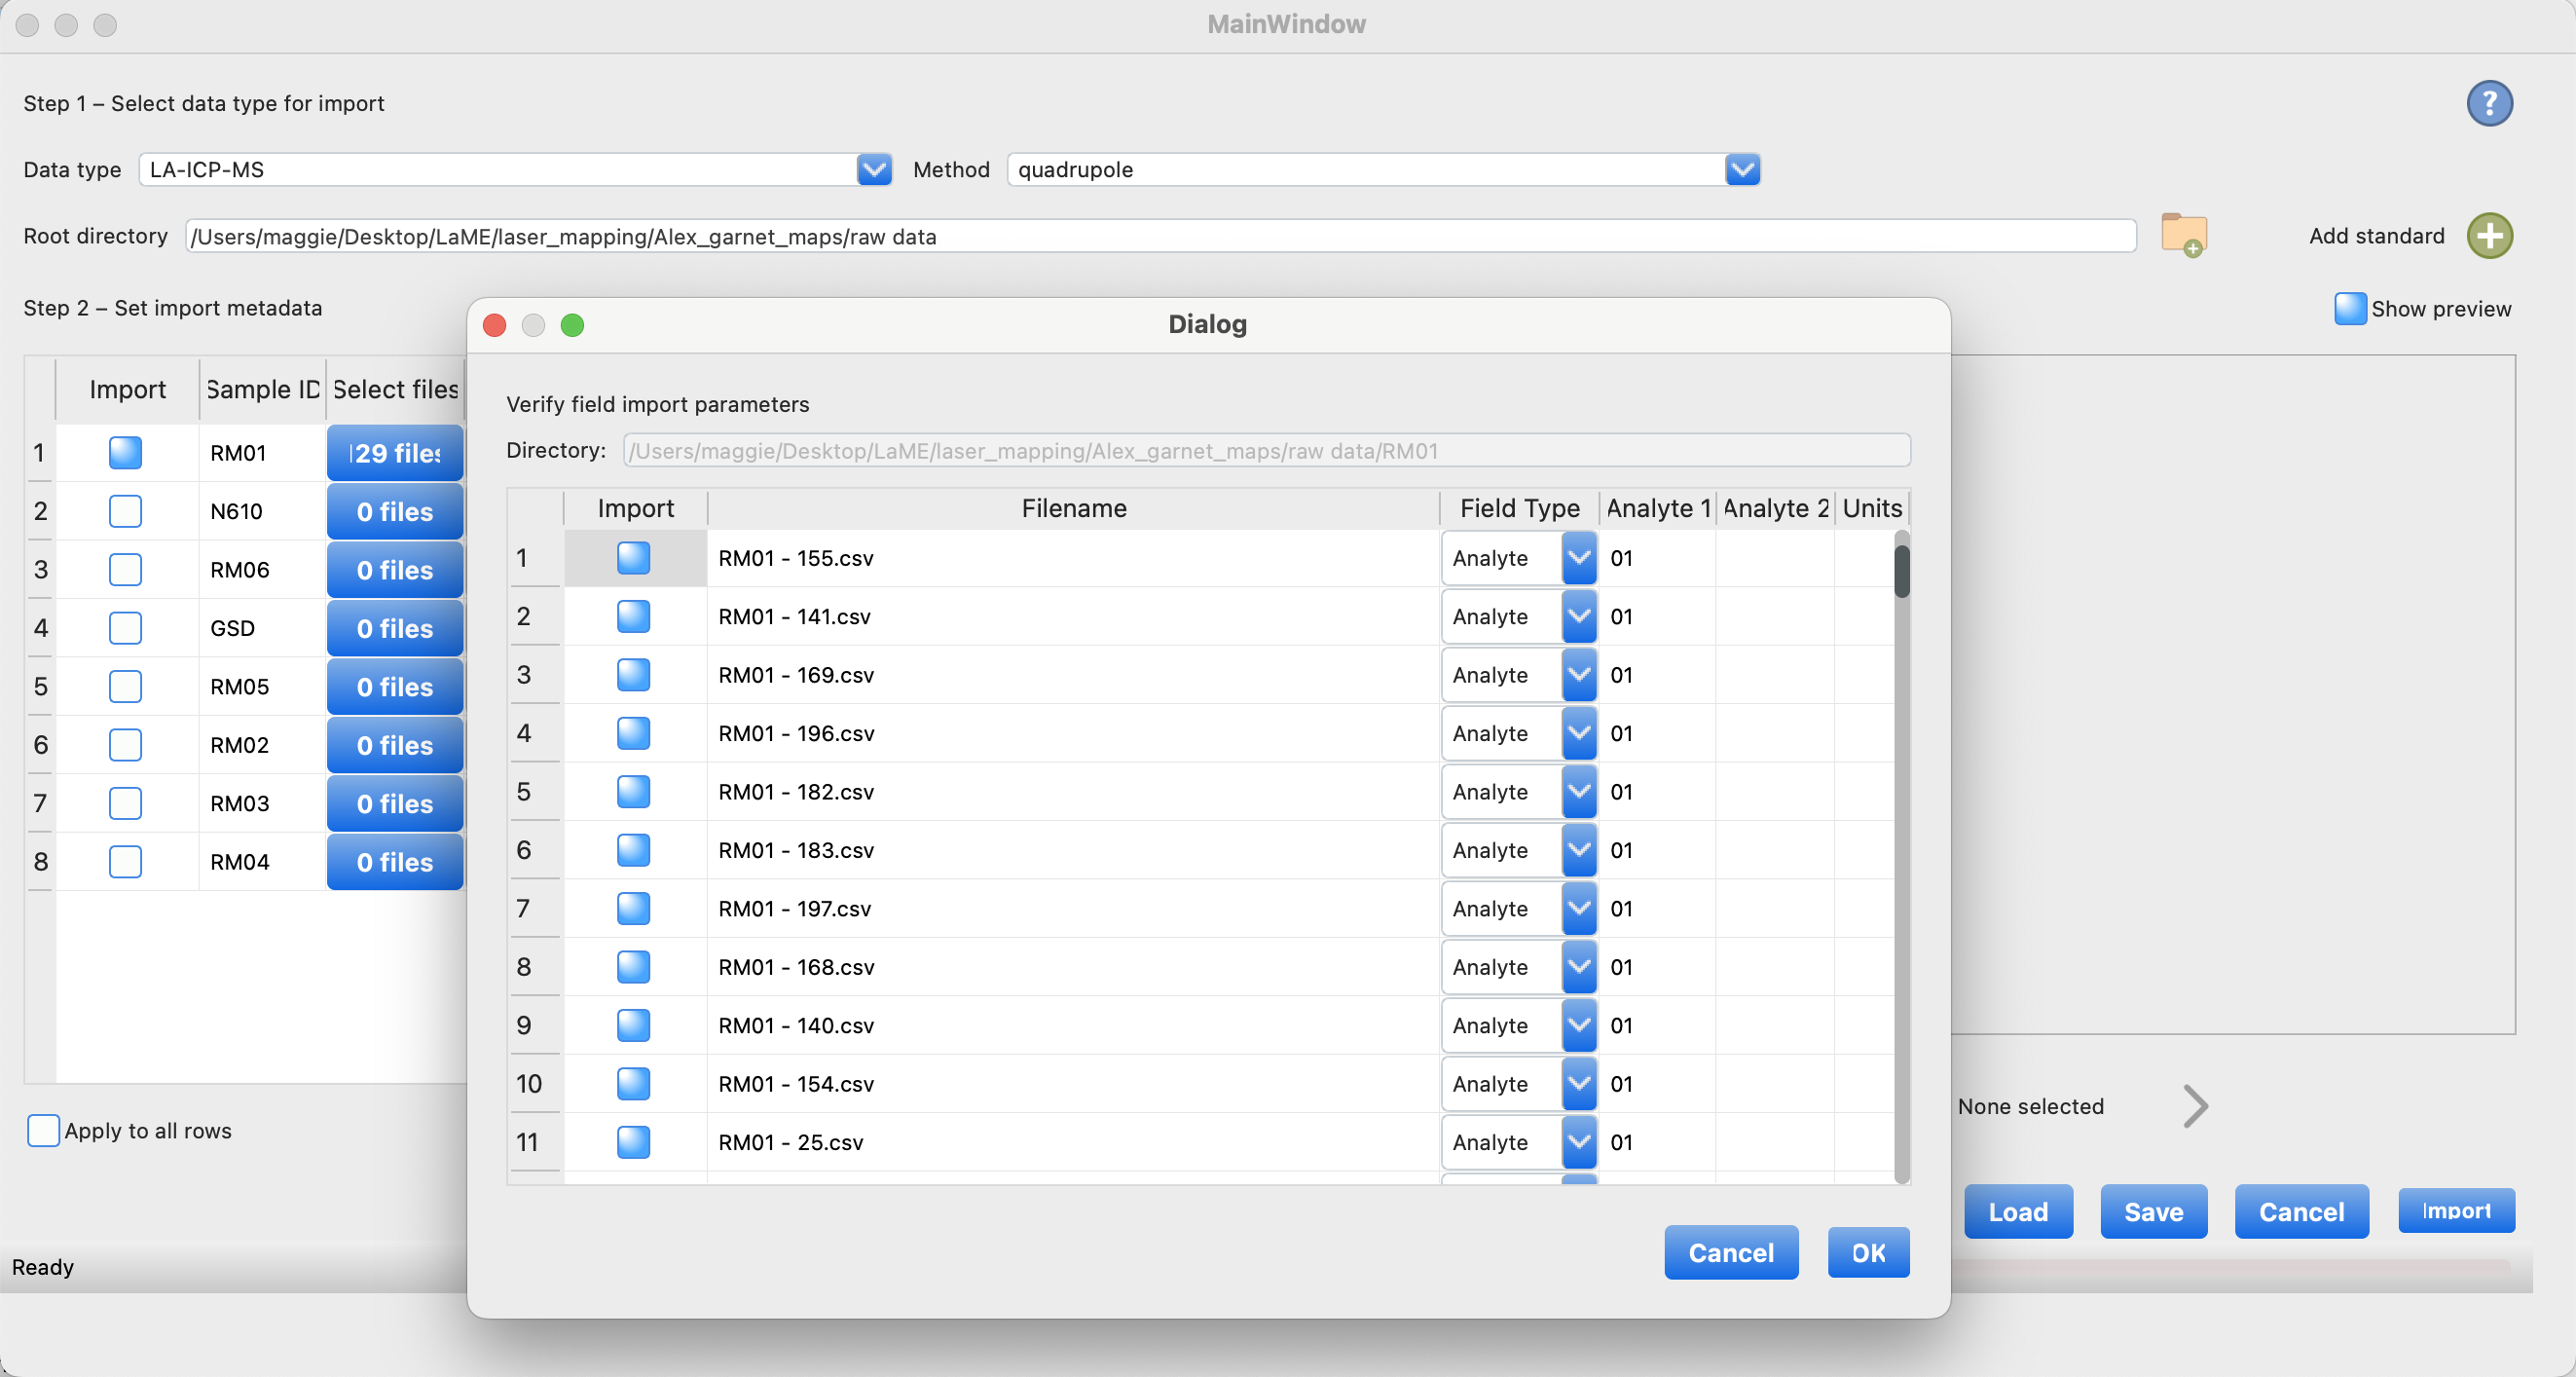 MainWindow
Step 1 – Select data type for import
Data type LA-ICP-MS Method quadrupole
Root directory /Users/maggie/Desktop/LaME/laser_mapping/Alex_garnet_maps/raw data Add standard
Step 2 – Set import metadata Show preview
Import Sample ID Select files
1 RM01 29 files
2 N610 0 files
3 RM06 0 files
4 GSD 0 files
5 RM05 0 files
6 RM02 0 files
7 RM03 0 files
8 RM04 0 files
Apply to all rows
Dialog
Verify field import parameters
Directory: /Users/maggie/Desktop/LaME/laser_mapping/Alex_garnet_maps/raw data/RM01
Import Filename Field Type Analyte 1 Analyte 2 Units
1 RM01 - 155.csv Analyte 01
2 RM01 - 141.csv Analyte 01
3 RM01 - 169.csv Analyte 01
4 RM01 - 196.csv Analyte 01
5 RM01 - 182.csv Analyte 01
6 RM01 - 183.csv Analyte 01
7 RM01 - 197.csv Analyte 01
8 RM01 - 168.csv Analyte 01
9 RM01 - 140.csv Analyte 01
10 RM01 - 154.csv Analyte 01
11 RM01 - 25.csv Analyte 01
Cancel OK
None selected
Load Save Cancel Import
Ready